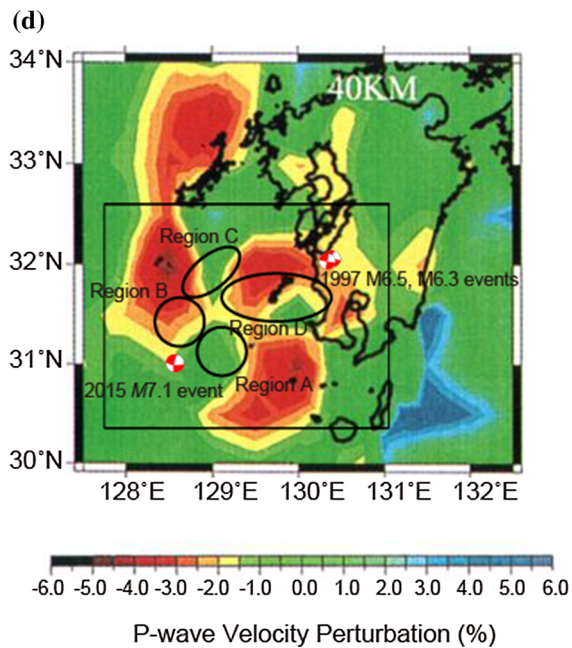 (d)
34˚N
40KM
33˚N
Region C
32˚N
1997 M6.5, M6.3 events
Region B
Region D
31˚N
Region A
2015 M7.1 event
30˚N
128˚E 129˚E 130˚E 131˚E 132˚E
-6.0 -5.0 -4.0 -3.0 -2.0 -1.0 0.0 1.0 2.0 3.0 4.0 5.0 6.0
P-wave Velocity Perturbation (%)